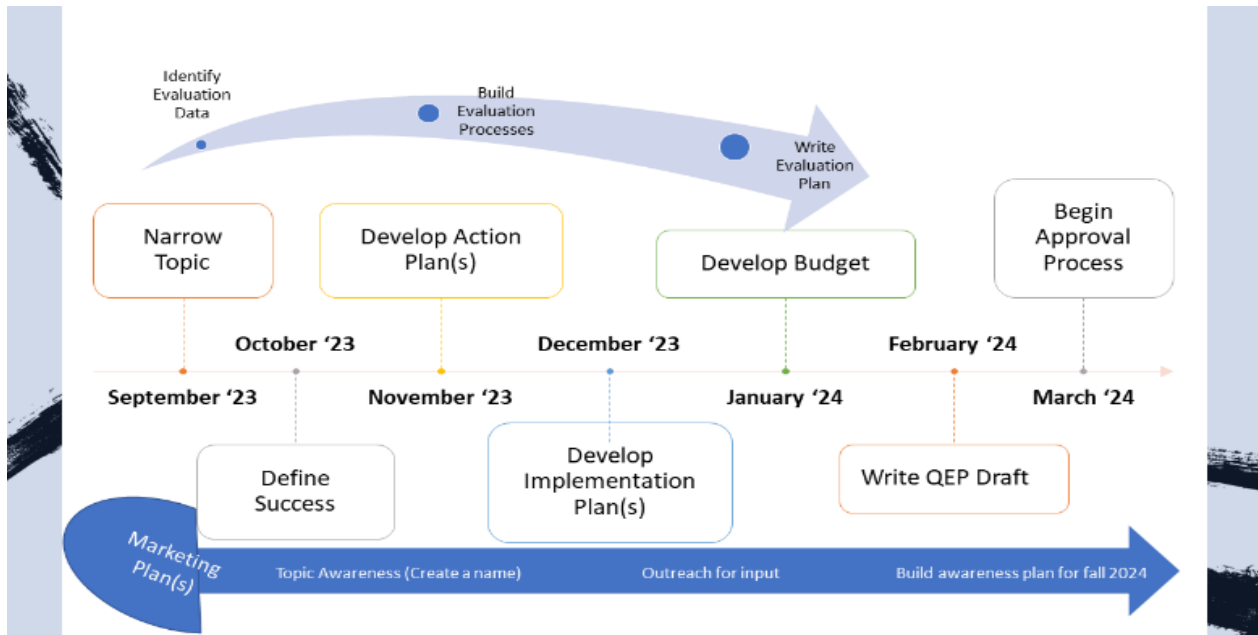 Identify
Evaluation
Data
Build
Evaluation
Processes
Write
Evaluation
Plan
Narrow
Topic
Develop Action
Plan(s)
Develop Budget
Begin
Approval
Process
October ‘23
December ‘23
February ‘24
September ‘23
November ‘23
January ‘24
March ‘24
Define
Success
Develop
Implementation
Plan(s)
Write QEP Draft
Marketing
Plan(s)
Topic Awareness (Create a name)
Outreach for input
Build awareness plan for fall 2024